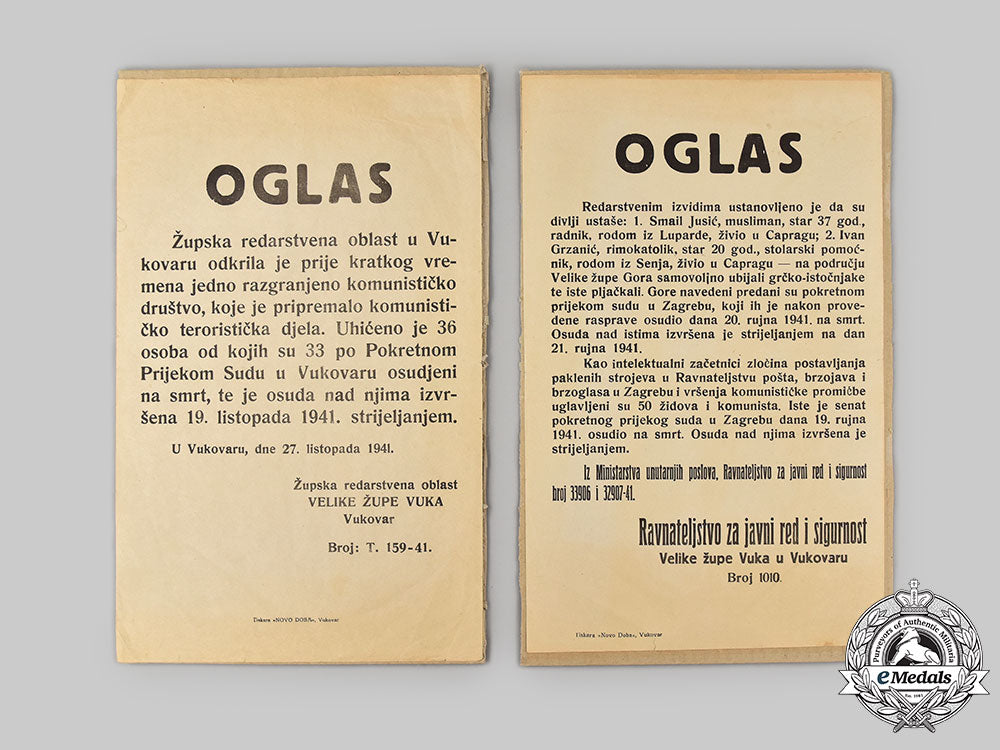 OGLAS
Župska redarstvena oblast u Vu-
kovaru odkrila je prije kratkog vre-
mena jedno razgranjeno komunističko
društvo, koje je pripremalo komunisti-
čko teroristička djela. Uhićeno je 36
osoba od kojih su 33 po Pokretnom
Prijekom Sudu u Vukovaru osudjeni
na smrt, te je osuda nad njima izvr-
šena 19. listopada 1941. strijeljanjem.
U Vukovaru, dne 27. listopada 1941.
Župska redarstvena oblast
VELIKE ŽUPE VUKA
Vukovar
Broj: T. 159-41.
Tiskara »NOVO DOBA«, Vukovar
OGLAS
Redarstvenim izvidima ustanovljeno je da su
divlji ustaše: 1. Smail Jusić, musliman, star 37 god.,
radnik, rodom iz Luparde, živio u Capragu; 2. Ivan
Grzanić, rimokatolik, star 20 god., stolarski pomoć-
nik, rodom iz Senja, živio u Capragu — na području
Velike župe Gora samovoljno ubijali grčko-istočnjake
te iste pljačkali. Gore navedeni predani su pokretnom
prijekom sudu u Zagrebu, koji ih je nakon prove-
dene rasprave osudio dana 20. rujna 1941. na smrt.
Osuda nad istima izvršena je strijeljanjem na dan
21. rujna 1941.
Kao intelektualni začetnici zločina postavljanja
paklenih strojeva u Ravnateljstvu pošta, brzojava i
brzoglasa u Zagrebu i vršenja komunističke promičbe
uglavljeni su 50 židova i komunista. Iste je senat
pokretnog prijekog suda u Zagrebu dana 19. rujna
1941. osudio na smrt. Osuda nad njima izvršena je
strijeljanjem.
Iz Ministarstva unutarnjih poslova, Ravnateljstvo za javni red i sigurnost
broj 33906 i 32907-41.
Ravnateljstvo za javni red i sigurnost
Velike župe Vuka u Vukovaru
Broj 1010.
Tiskara »Novo Doba«, Vukovar
Purveyors of Authentic Militaria
eMedals